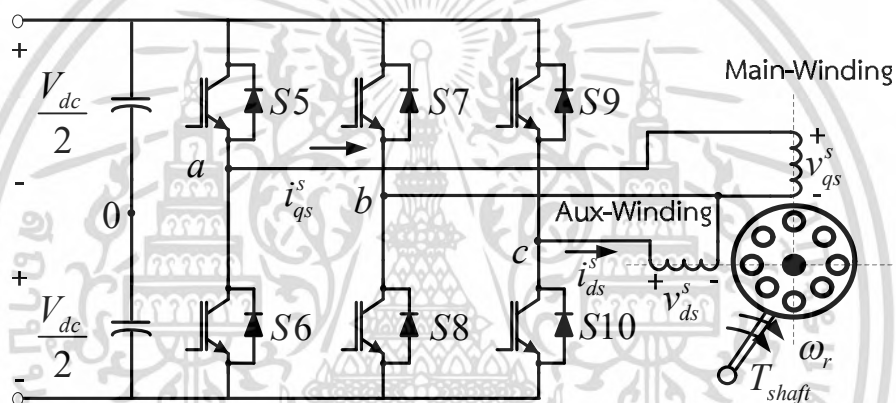 Main-Winding
+
V_dc/2
-
+
V_dc/2
-
0
S5
S7
S9
a
i^s_qs
b
+
v^s_qs
-
Aux-Winding
c
i^s_ds
+ v^s_ds -
S6
S8
S10
ω_r
T_shaft